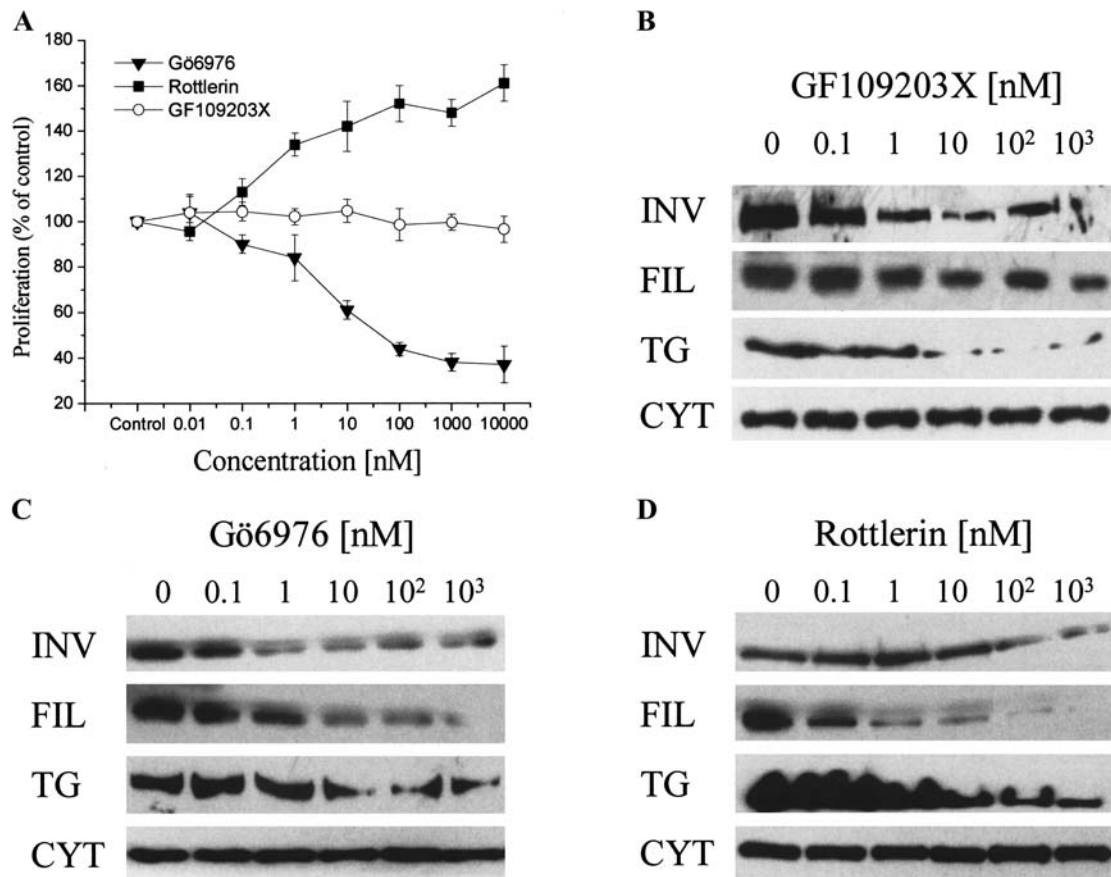 A
180
160
140
120
100
80
60
40
20
Proliferation (% of control)
Gö6976
Rottlerin
GF109203X
Control 0.01 0.1 1 10 100 1000 10000
Concentration [nM]
B
GF109203X [nM]
0 0.1 1 10 10² 10³
INV
FIL
TG
CYT
C
Gö6976 [nM]
0 0.1 1 10 10² 10³
INV
FIL
TG
CYT
D
Rottlerin [nM]
0 0.1 1 10 10² 10³
INV
FIL
TG
CYT